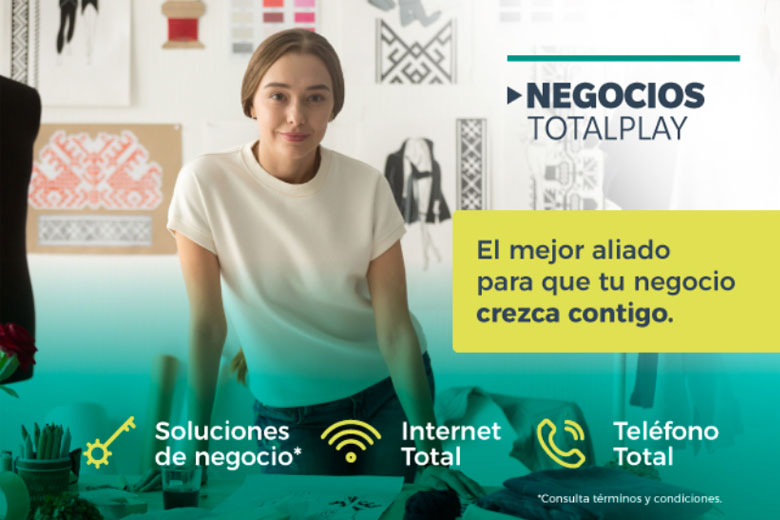 NEGOCIOS
TOTALPLAY
El mejor aliado
para que tu negocio
crezca contigo.
Soluciones
de negocio*
Internet
Total
Teléfono
Total
*Consulta términos y condiciones.